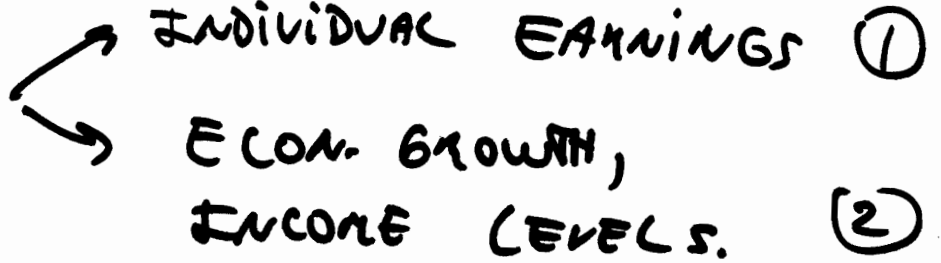 INDIVIDUAL EARNINGS ①
ECON. GROWTH,
INCOME LEVELS. ②